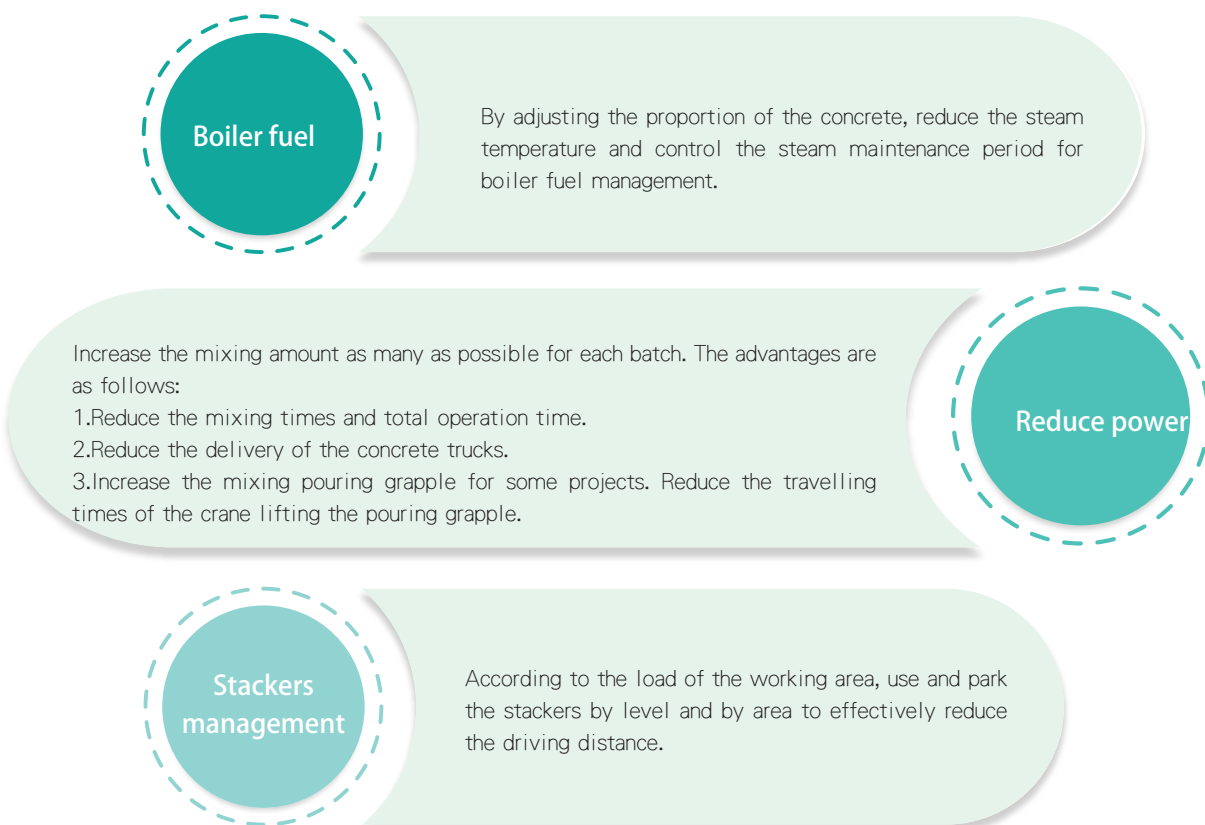 Boiler fuel
By adjusting the proportion of the concrete, reduce the steam
temperature and control the steam maintenance period for
boiler fuel management.
Increase the mixing amount as many as possible for each batch. The advantages are
as follows:
1.Reduce the mixing times and total operation time.
2.Reduce the delivery of the concrete trucks.
3.Increase the mixing pouring grapple for some projects. Reduce the travelling
times of the crane lifting the pouring grapple.
Reduce power
Stackers
management
According to the load of the working area, use and park
the stackers by level and by area to effectively reduce
the driving distance.